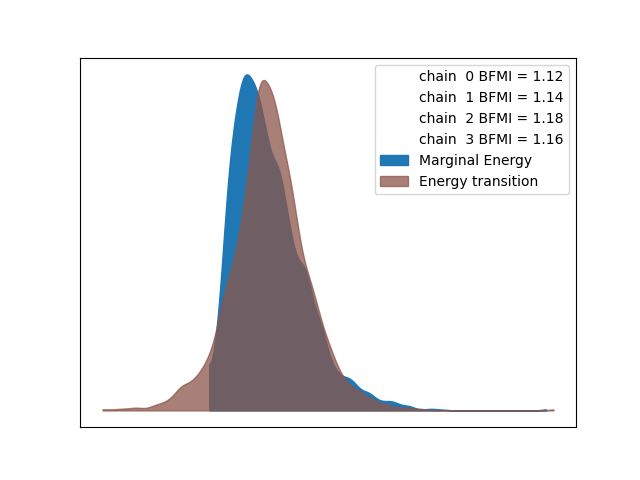 chain  0 BFMI = 1.12
chain  1 BFMI = 1.14
chain  2 BFMI = 1.18
chain  3 BFMI = 1.16
Marginal Energy
Energy transition